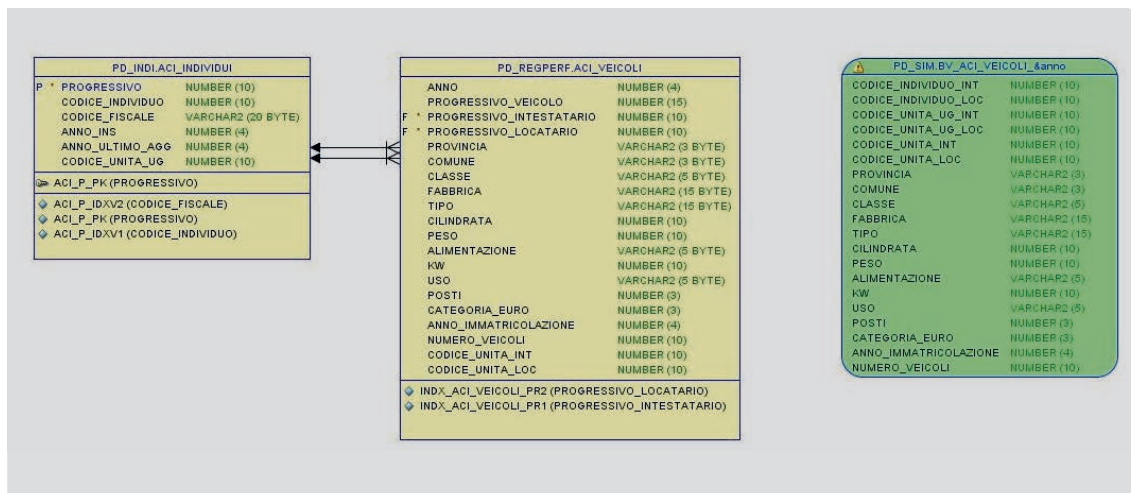 PD_INDI.ACI_INDIVIDUI
P * PROGRESSIVO NUMBER (10)
CODICE_INDIVIDUO NUMBER (10)
CODICE_FISCALE VARCHAR2 (20 BYTE)
ANNO_INS NUMBER (4)
ANNO_ULTIMO_AGG NUMBER (4)
CODICE_UNITA_UG NUMBER (10)
ACI_P_PK (PROGRESSIVO)
ACI_P_IDXV2 (CODICE_FISCALE)
ACI_P_PK (PROGRESSIVO)
ACI_P_IDXV1 (CODICE_INDIVIDUO)
PD_REGPERF.ACI_VEICOLI
ANNO NUMBER (4)
PROGRESSIVO_VEICOLO NUMBER (15)
F * PROGRESSIVO_INTESTATARIO NUMBER (10)
F * PROGRESSIVO_LOCATARIO NUMBER (10)
PROVINCIA VARCHAR2 (3 BYTE)
COMUNE VARCHAR2 (3 BYTE)
CLASSE VARCHAR2 (5 BYTE)
FABBRICA VARCHAR2 (15 BYTE)
TIPO VARCHAR2 (15 BYTE)
CILINDRATA NUMBER (10)
PESO NUMBER (10)
ALIMENTAZIONE VARCHAR2 (5 BYTE)
KW NUMBER (10)
USO VARCHAR2 (5 BYTE)
POSTI NUMBER (3)
CATEGORIA_EURO NUMBER (3)
ANNO_IMMATRICOLAZIONE NUMBER (4)
NUMERO_VEICOLI NUMBER (10)
CODICE_UNITA_INT NUMBER (10)
CODICE_UNITA_LOC NUMBER (10)
INDX_ACI_VEICOLI_PR2 (PROGRESSIVO_LOCATARIO)
INDX_ACI_VEICOLI_PR1 (PROGRESSIVO_INTESTATARIO)
PD_SIM.BV_ACI_VEICOLI_&anno
CODICE_INDIVIDUO_INT NUMBER (10)
CODICE_INDIVIDUO_LOC NUMBER (10)
CODICE_UNITA_UG_INT NUMBER (10)
CODICE_UNITA_UG_LOC NUMBER (10)
CODICE_UNITA_INT NUMBER (10)
CODICE_UNITA_LOC NUMBER (10)
PROVINCIA VARCHAR2 (3)
COMUNE VARCHAR2 (3)
CLASSE VARCHAR2 (5)
FABBRICA VARCHAR2 (15)
TIPO VARCHAR2 (15)
CILINDRATA NUMBER (10)
PESO NUMBER (10)
ALIMENTAZIONE VARCHAR2 (5)
KW NUMBER (10)
USO VARCHAR2 (5)
POSTI NUMBER (3)
CATEGORIA_EURO NUMBER (3)
ANNO_IMMATRICOLAZIONE NUMBER (4)
NUMERO_VEICOLI NUMBER (10)